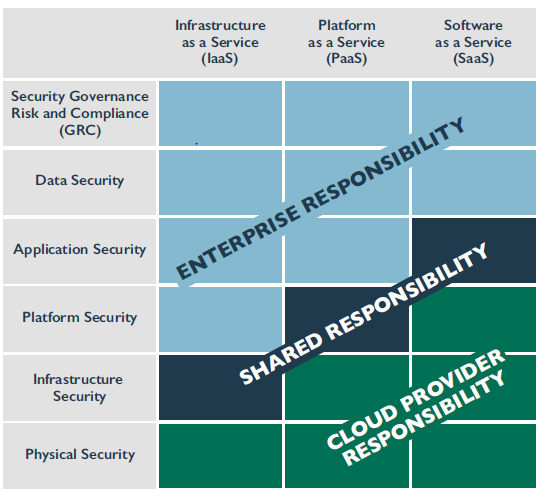 Infrastructure
as a Service
(IaaS)
Platform
as a Service
(PaaS)
Software
as a Service
(SaaS)
Security Governance
Risk and Compliance
(GRC)
Data Security
Application Security
Platform Security
Infrastructure
Security
Physical Security
ENTERPRISE RESPONSIBILITY
SHARED RESPONSIBILITY
CLOUD PROVIDER
RESPONSIBILITY